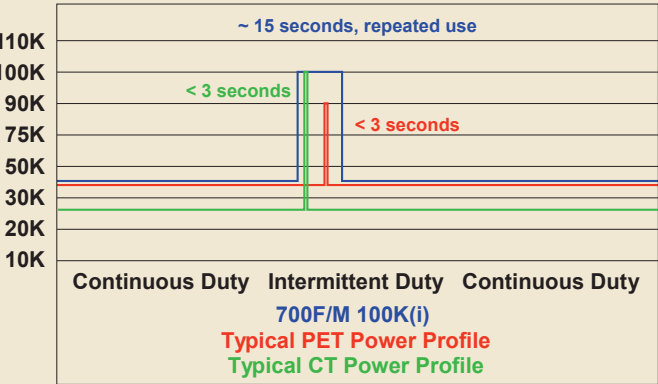 ~ 15 seconds, repeated use
110K
100K
< 3 seconds
90K
< 3 seconds
75K
50K
30K
20K
10K
Continuous Duty Intermittent Duty Continuous Duty
700F/M 100K(i)
Typical PET Power Profile
Typical CT Power Profile